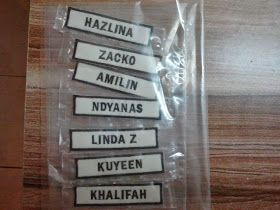 HAZLINA
ZACKO
AMILIN
NDYANAS
LINDA Z
KUYEEN
KHALIFAH